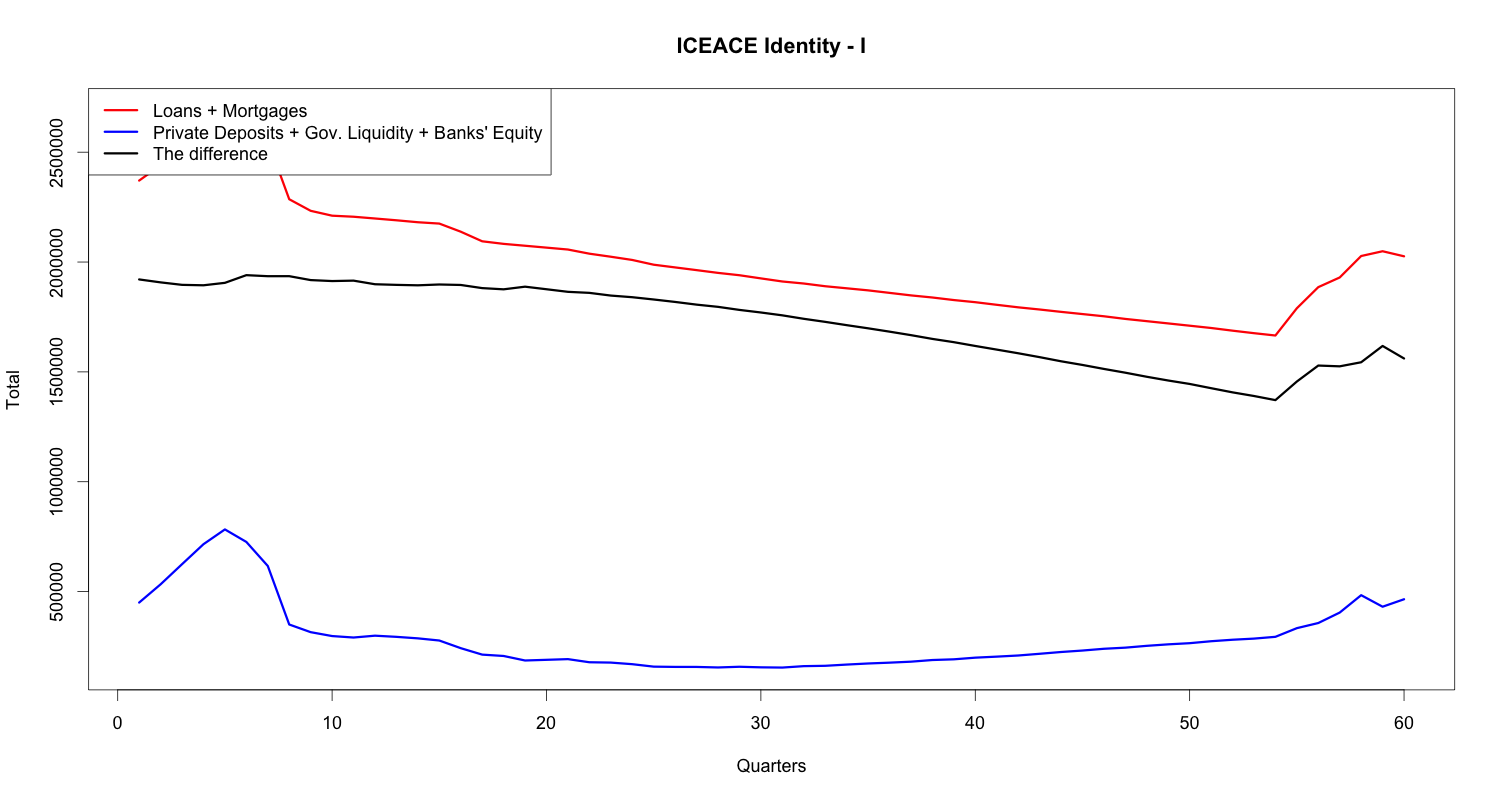 ICEACE Identity - I
Loans + Mortgages
Private Deposits + Gov. Liquidity + Banks' Equity
The difference
Total
2500000
2000000
1500000
1000000
500000
0 10 20 30 40 50 60
Quarters